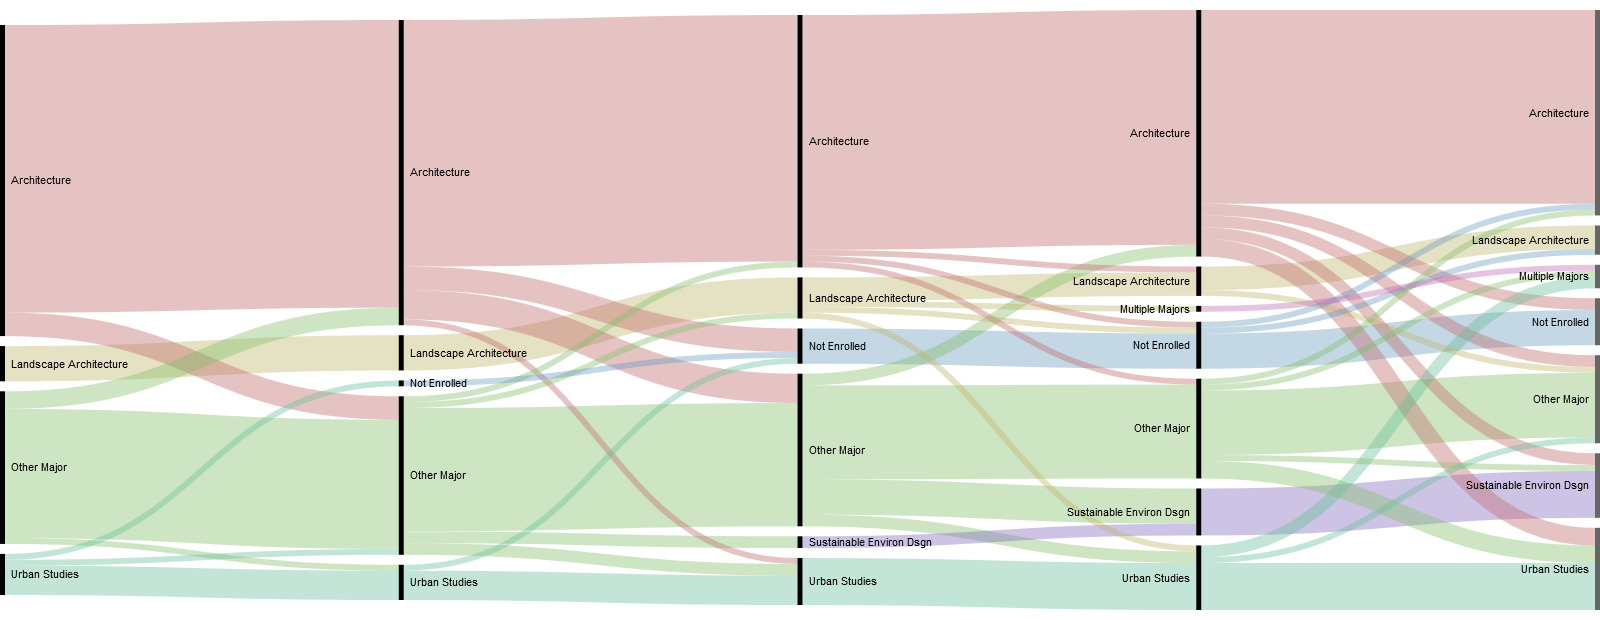 Architecture
Landscape Architecture
Other Major
Urban Studies
Architecture
Landscape Architecture
Not Enrolled
Other Major
Urban Studies
Architecture
Landscape Architecture
Not Enrolled
Other Major
Sustainable Environ Dsgn
Urban Studies
Architecture
Landscape Architecture
Multiple Majors
Not Enrolled
Other Major
Sustainable Environ Dsgn
Urban Studies
Architecture
Landscape Architecture
Multiple Majors
Not Enrolled
Other Major
Sustainable Environ Dsgn
Urban Studies